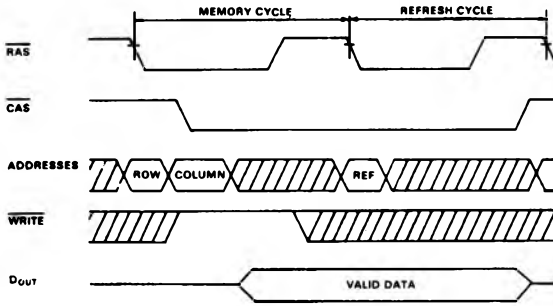 MEMORY CYCLE REFRESH CYCLE
RAS
CAS
ADDRESSES ROW COLUMN REF
WRITE
DOUT VALID DATA